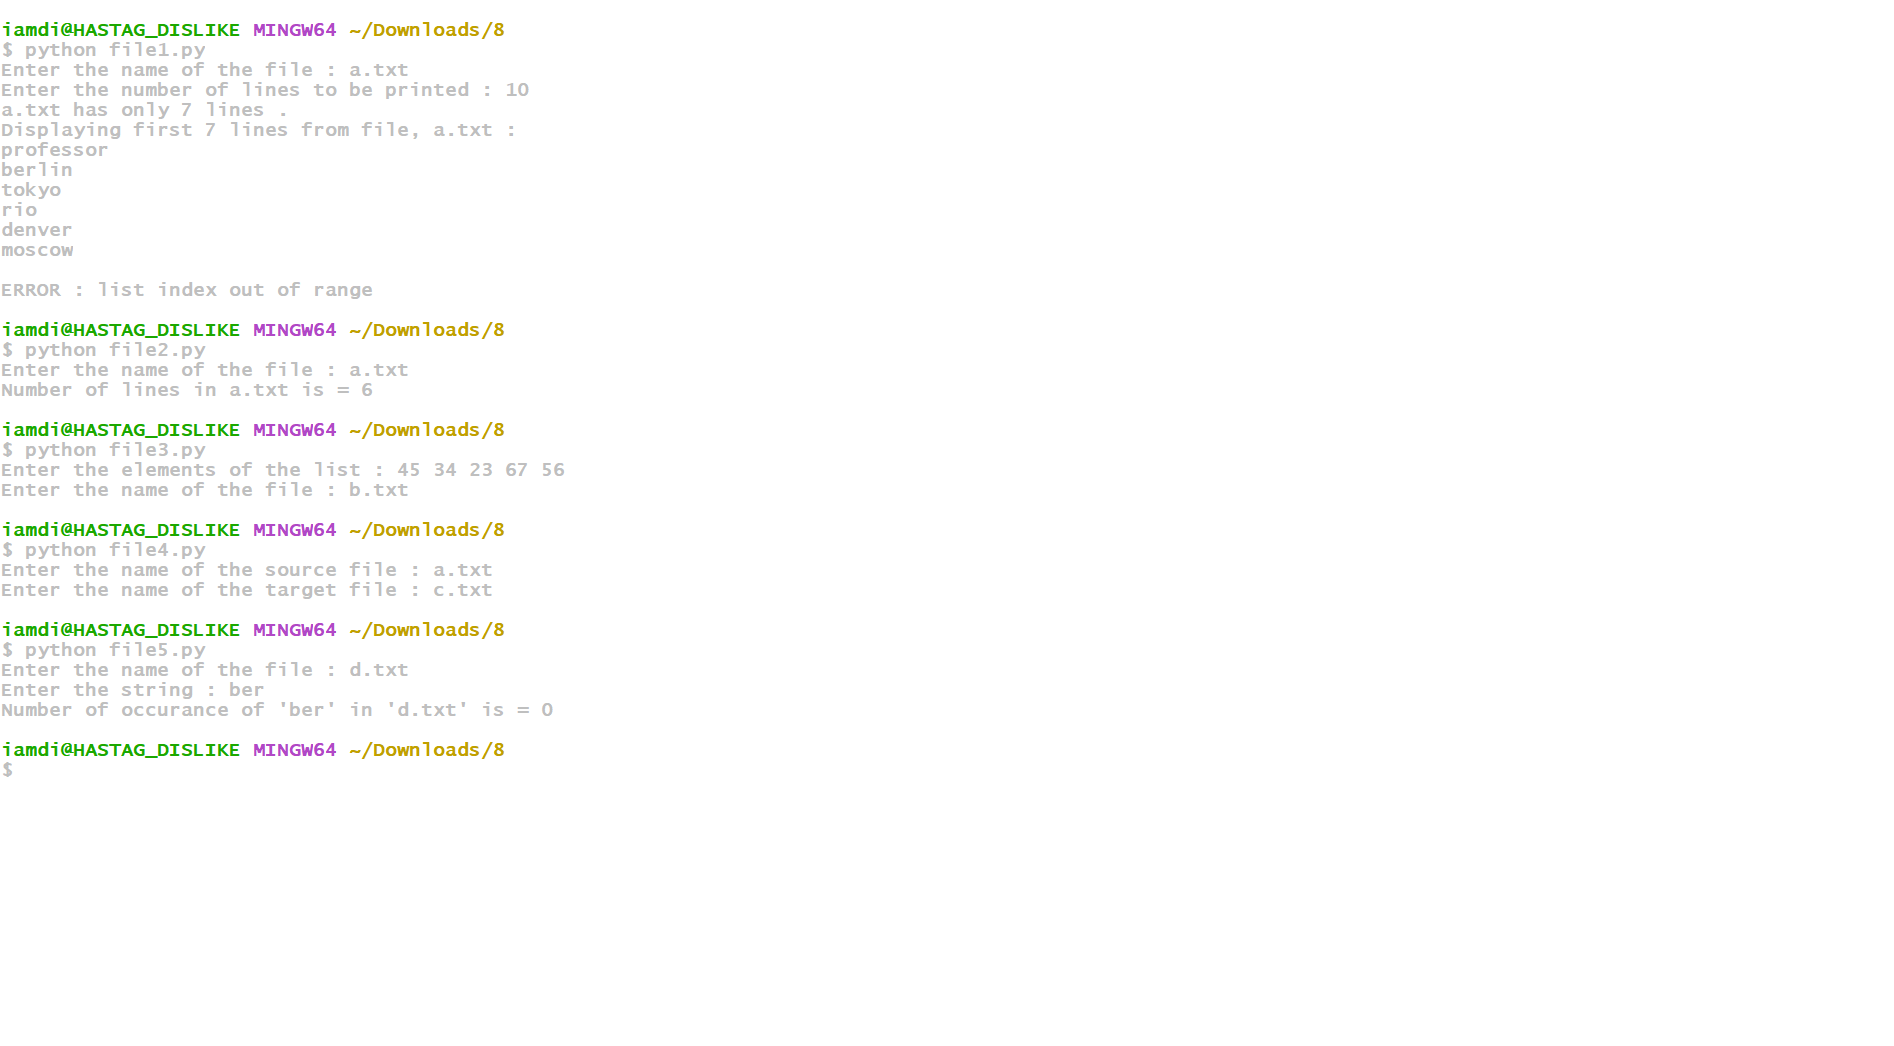 iamdi@HASTAG_DISLIKE MINGW64 ~/Downloads/8
$ python file1.py
Enter the name of the file : a.txt
Enter the number of lines to be printed : 10
a.txt has only 7 lines .
Displaying first 7 lines from file, a.txt :
professor
berlin
tokyo
rio
denver
moscow
ERROR : list index out of range
iamdi@HASTAG_DISLIKE MINGW64 ~/Downloads/8
$ python file2.py
Enter the name of the file : a.txt
Number of lines in a.txt is = 6
iamdi@HASTAG_DISLIKE MINGW64 ~/Downloads/8
$ python file3.py
Enter the elements of the list : 45 34 23 67 56
Enter the name of the file : b.txt
iamdi@HASTAG_DISLIKE MINGW64 ~/Downloads/8
$ python file4.py
Enter the name of the source file : a.txt
Enter the name of the target file : c.txt
iamdi@HASTAG_DISLIKE MINGW64 ~/Downloads/8
$ python file5.py
Enter the name of the file : d.txt
Enter the string : ber
Number of occurance of 'ber' in 'd.txt' is = 0
iamdi@HASTAG_DISLIKE MINGW64 ~/Downloads/8
$